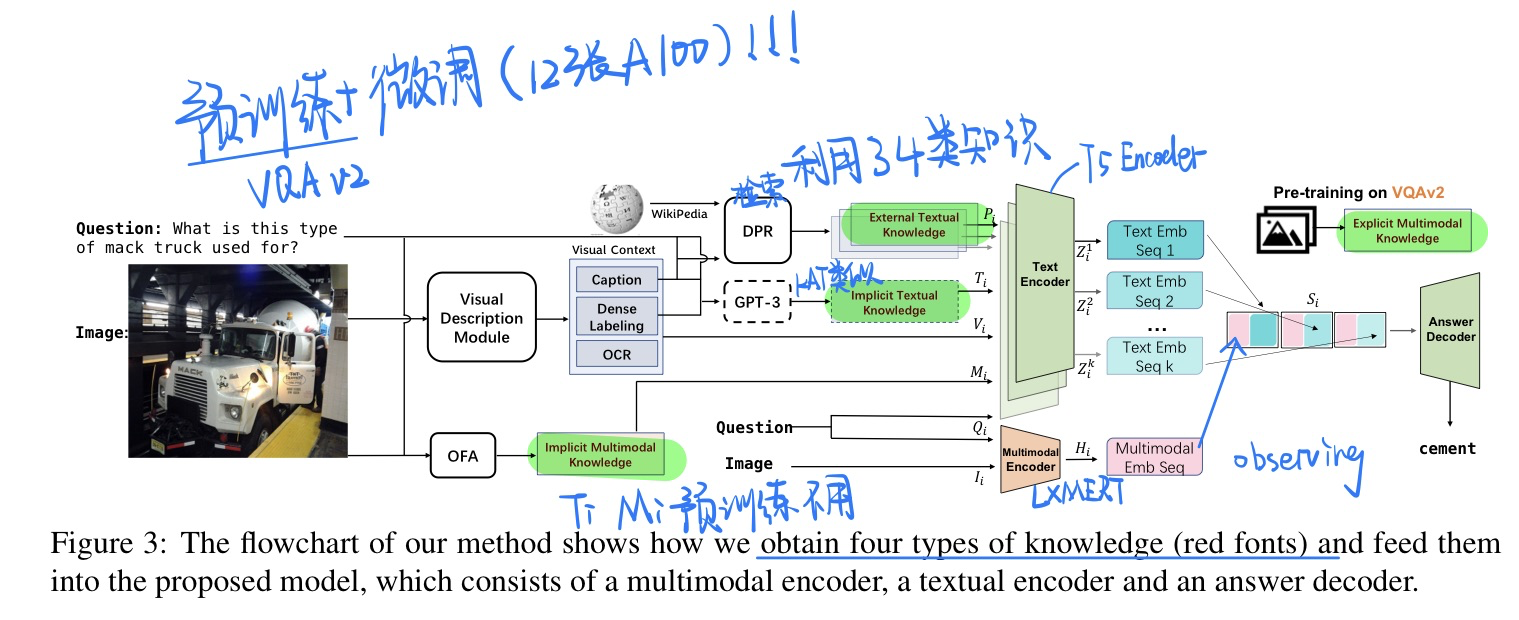 预训练+微调(12张A100)!!!
VQA v2
利用了4类知识
T5 Encoder
检索
WikiPedia
DPR
External Textual Knowledge
P_i
Pre-training on VQAv2
Explicit Multimodal Knowledge
Question: What is this type
of mack truck used for?
Image:
MACK
Visual Description Module
Visual Context
Caption
Dense Labeling
OCR
GPT-3
KAT类似
Implicit Textual Knowledge
T_i
V_i
M_i
Text Encoder
Z_i^1
Z_i^2
Z_i^k
Text Emb Seq 1
Text Emb Seq 2
...
Text Emb Seq k
S_i
Answer Decoder
cement
OFA
Implicit Multimodal Knowledge
Question
Q_i
Image
I_i
Multimodal Encoder
H_i
Multimodal Emb Seq
LXMERT
observing
Ti Mi预训练不用
Figure 3: The flowchart of our method shows how we obtain four types of knowledge (red fonts) and feed them
into the proposed model, which consists of a multimodal encoder, a textual encoder and an answer decoder.